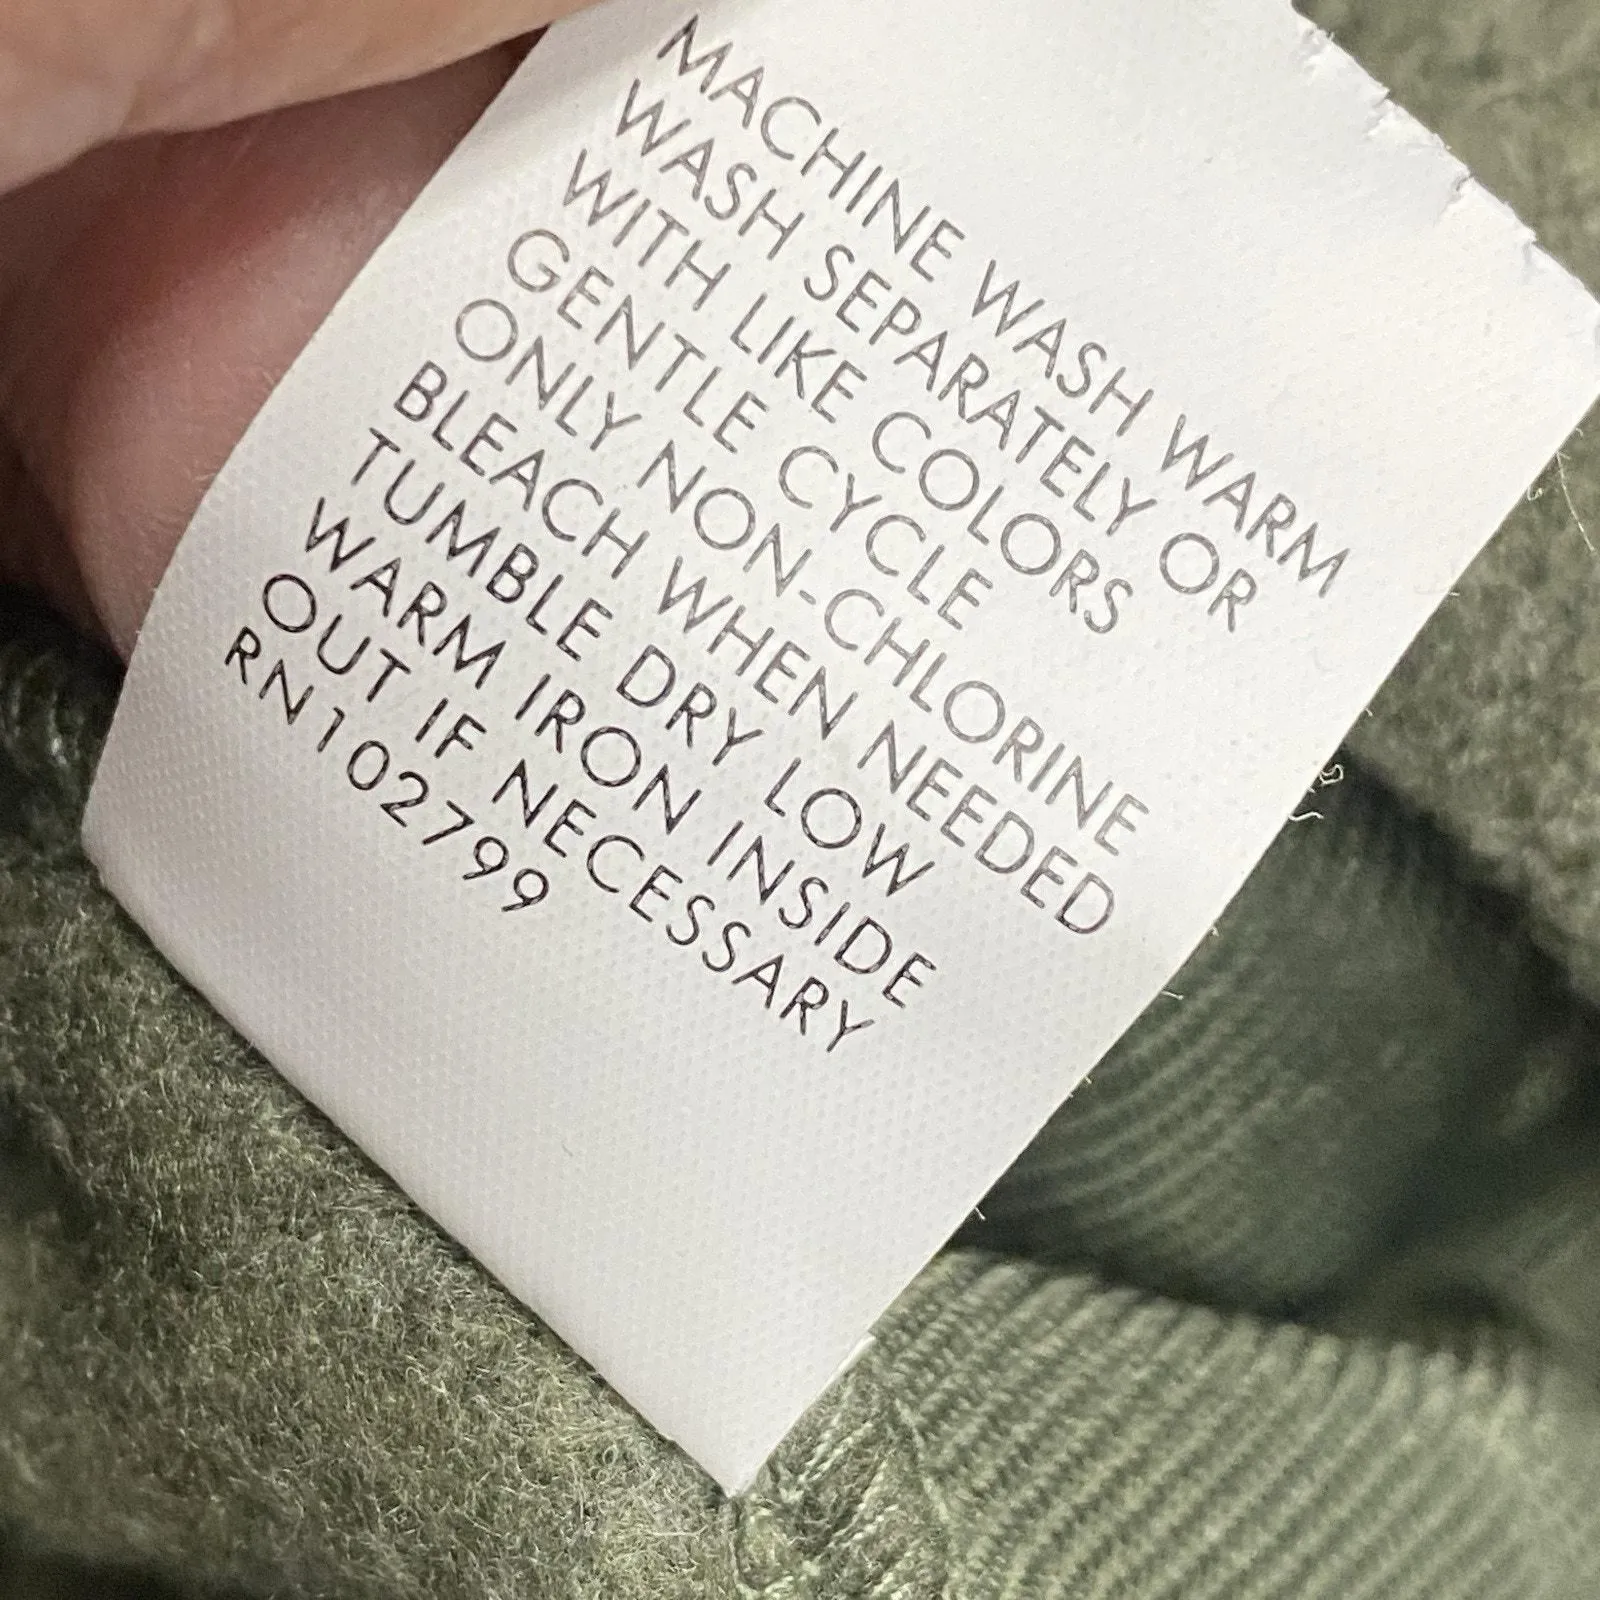 MACHINE WASH WARM
WASH SEPARATELY OR
WITH LIKE COLORS
GENTLE CYCLE
ONLY NON-CHLORINE
BLEACH WHEN NEEDED
TUMBLE DRY LOW
WARM IRON INSIDE
OUT IF NECESSARY
RN102799